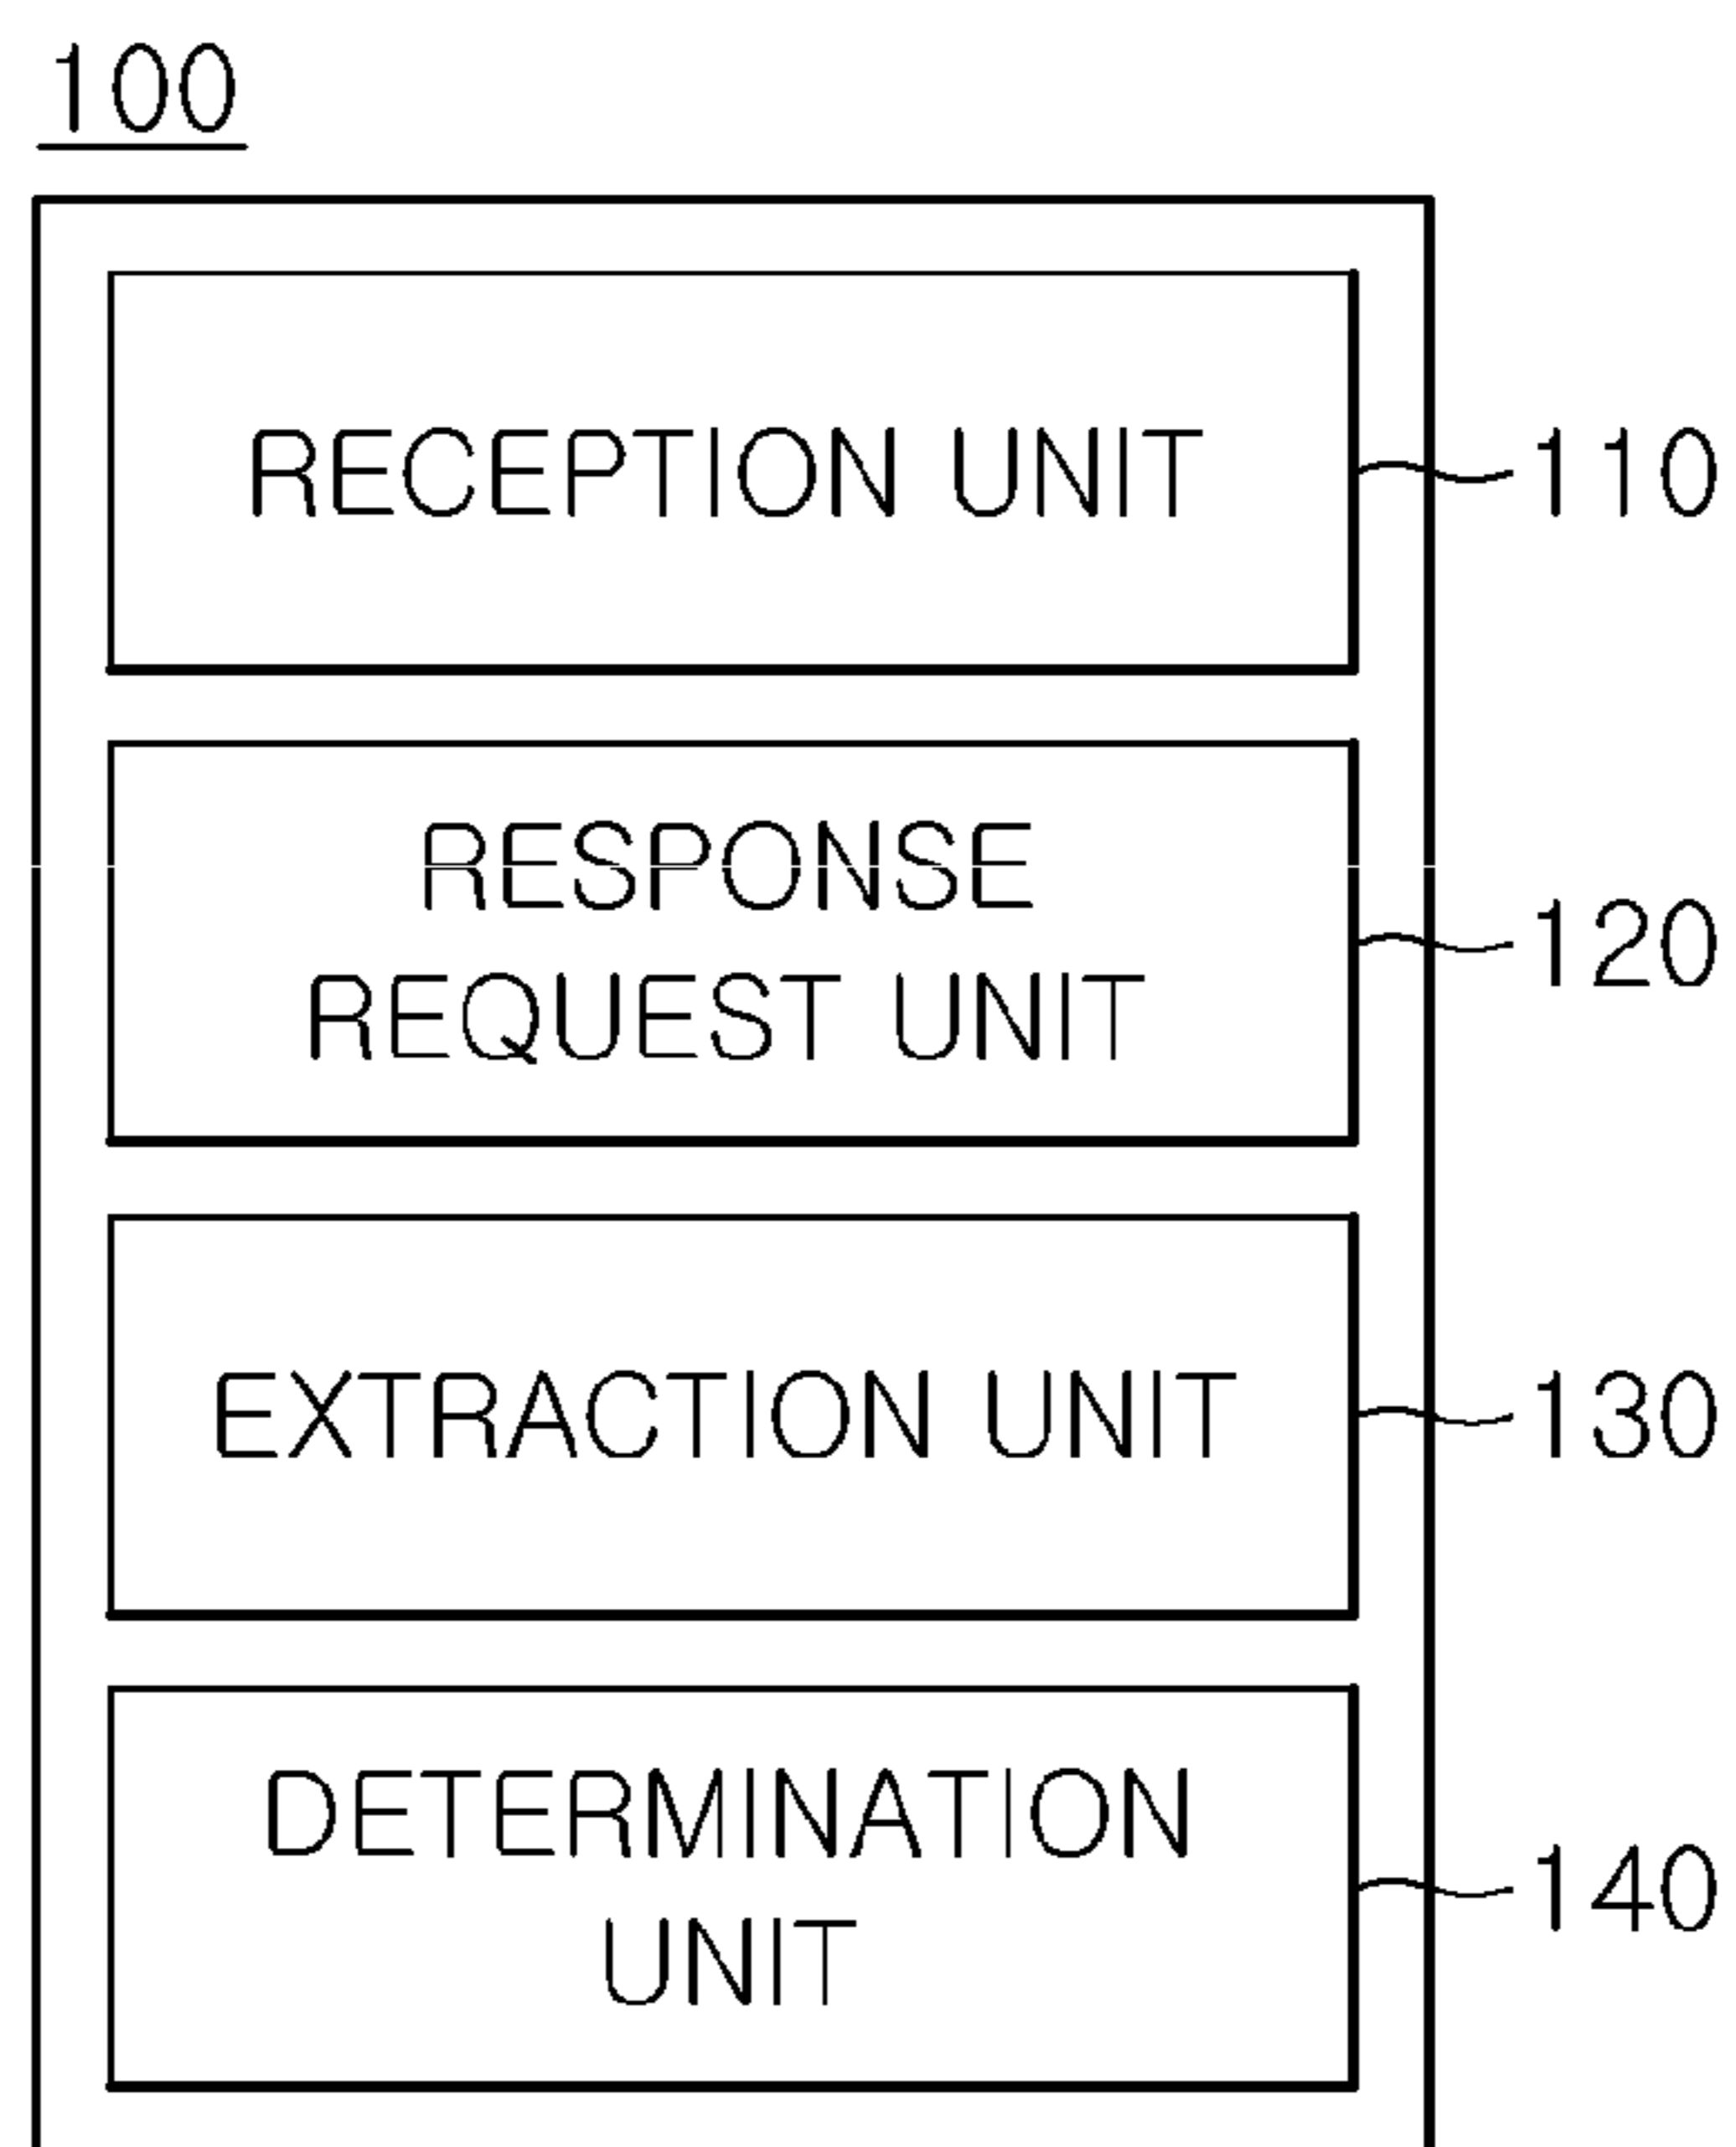 100
RECEPTION UNIT
110
RESPONSE
REQUEST UNIT
120
EXTRACTION UNIT
130
DETERMINATION
UNIT
140